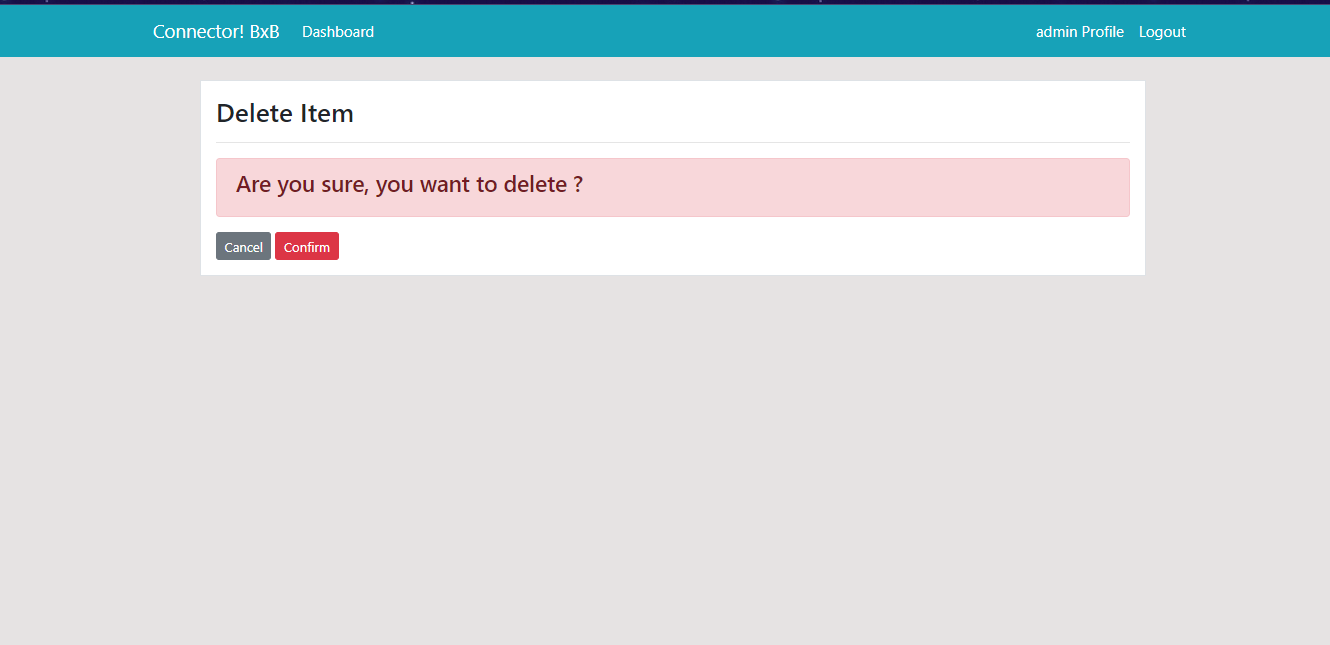 Connector! BxB Dashboard admin Profile Logout
Delete Item
Are you sure, you want to delete ?
Cancel Confirm